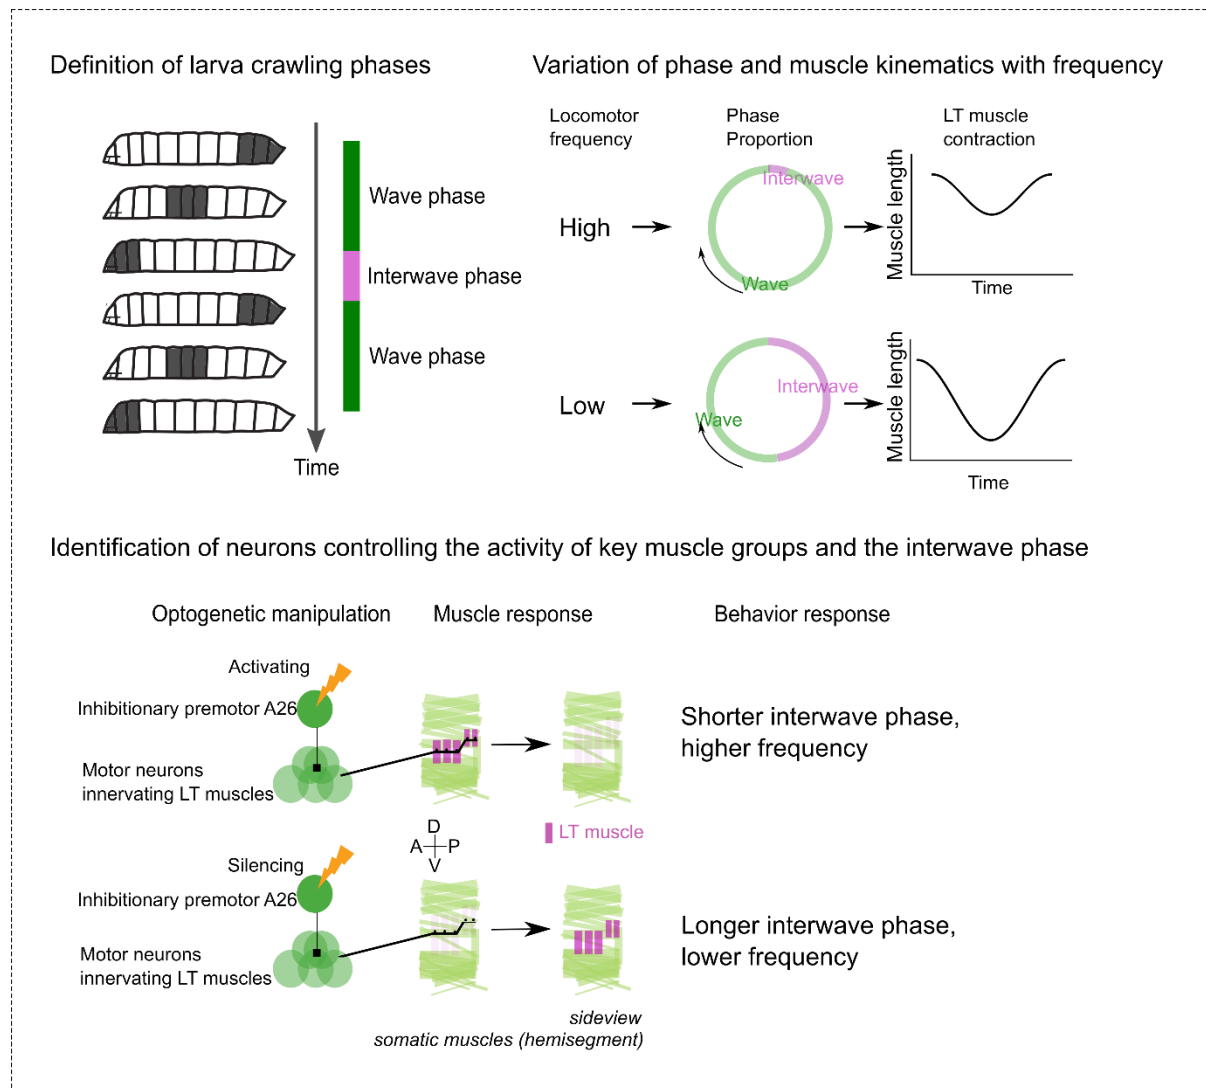 Definition of larva crawling phases
Wave phase
Interwave phase
Wave phase
Time
Variation of phase and muscle kinematics with frequency
Locomotor
frequency
Phase
Proportion
LT muscle
contraction
High
Interwave
Wave
Muscle length
Time
Low
Interwave
Wave
Muscle length
Time
Identification of neurons controlling the activity of key muscle groups and the interwave phase
Optogenetic manipulation
Muscle response
Behavior response
Activating
Inhibitionary premotor A26
Motor neurons
innervating LT muscles
Shorter interwave phase,
higher frequency
LT muscle
D
A P
V
Silencing
Inhibitionary premotor A26
Motor neurons
innervating LT muscles
Longer interwave phase,
lower frequency
sideview
somatic muscles (hemisegment)